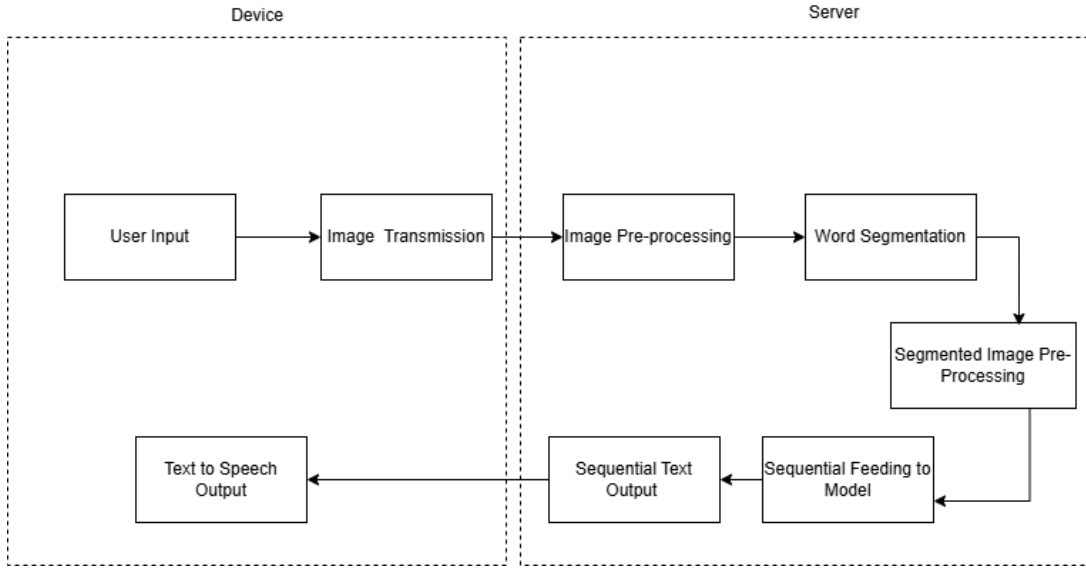 Device
Server
User Input
Image Transmission
Image Pre-processing
Word Segmentation
Segmented Image Pre-
Processing
Text to Speech
Output
Sequential Text
Output
Sequential Feeding to
Model